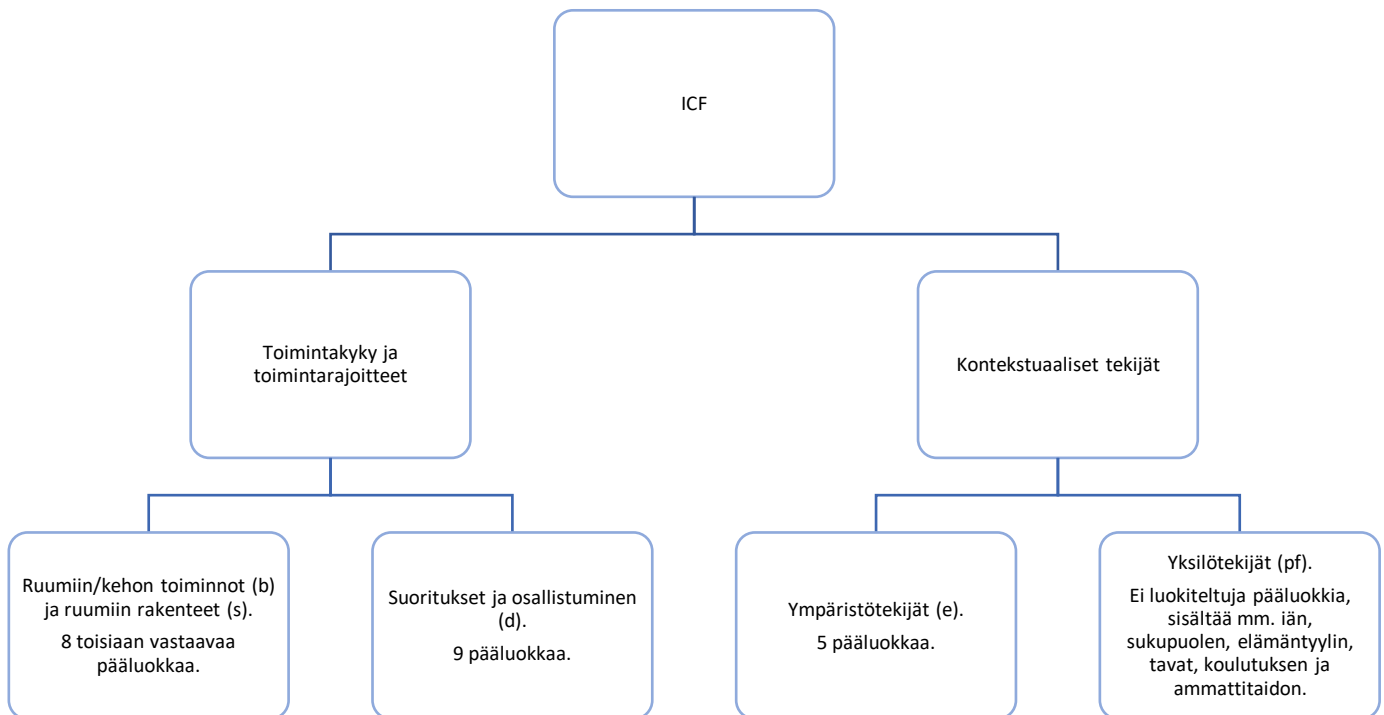 ICF
Toimintakyky ja
toimintarajoitteet
Kontekstuaaliset tekijät
Ruumiin/kehon toiminnot (b)
ja ruumiin rakenteet (s).
8 toisiaan vastaavaa
pääluokkaa.
Suoritukset ja osallistuminen
(d).
9 pääluokkaa.
Ympäristötekijät (e).
5 pääluokkaa.
Yksilötekijät (pf).
Ei luokiteltuja pääluokkia,
sisältää mm. iän,
sukupuolen, elämäntyylin,
tavat, koulutuksen ja
ammattitaidon.